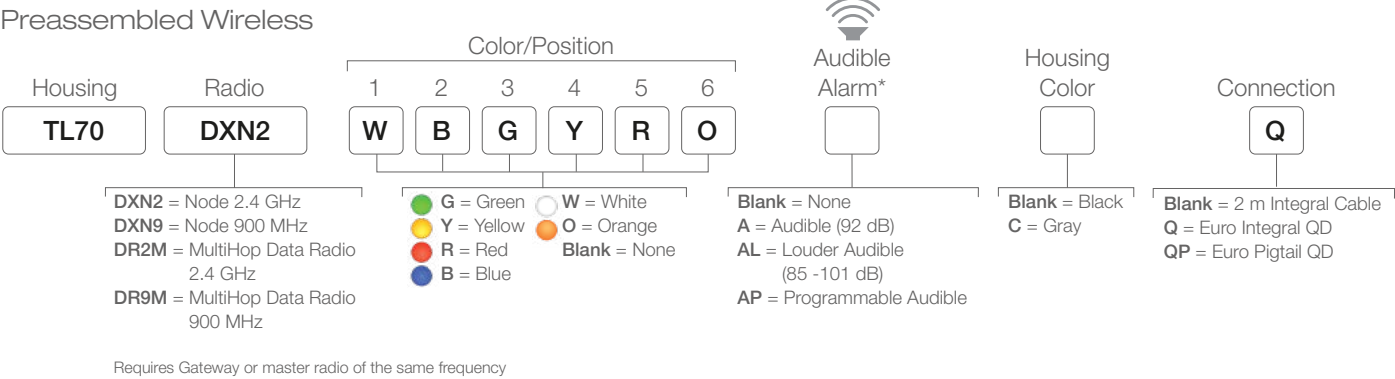 Preassembled Wireless
Color/Position
Audible
Alarm*
Housing
Color
Housing
Radio
1 2 3 4 5 6
Connection
TL70
DXN2
W B G Y R O
Q
DXN2 = Node 2.4 GHz
DXN9 = Node 900 MHz
DR2M = MultiHop Data Radio
2.4 GHz
DR9M = MultiHop Data Radio
900 MHz
G = Green
Y = Yellow
R = Red
B = Blue
W = White
O = Orange
Blank = None
Blank = None
A = Audible (92 dB)
AL = Louder Audible
(85 -101 dB)
AP = Programmable Audible
Blank = Black
C = Gray
Blank = 2 m Integral Cable
Q = Euro Integral QD
QP = Euro Pigtail QD
Requires Gateway or master radio of the same frequency